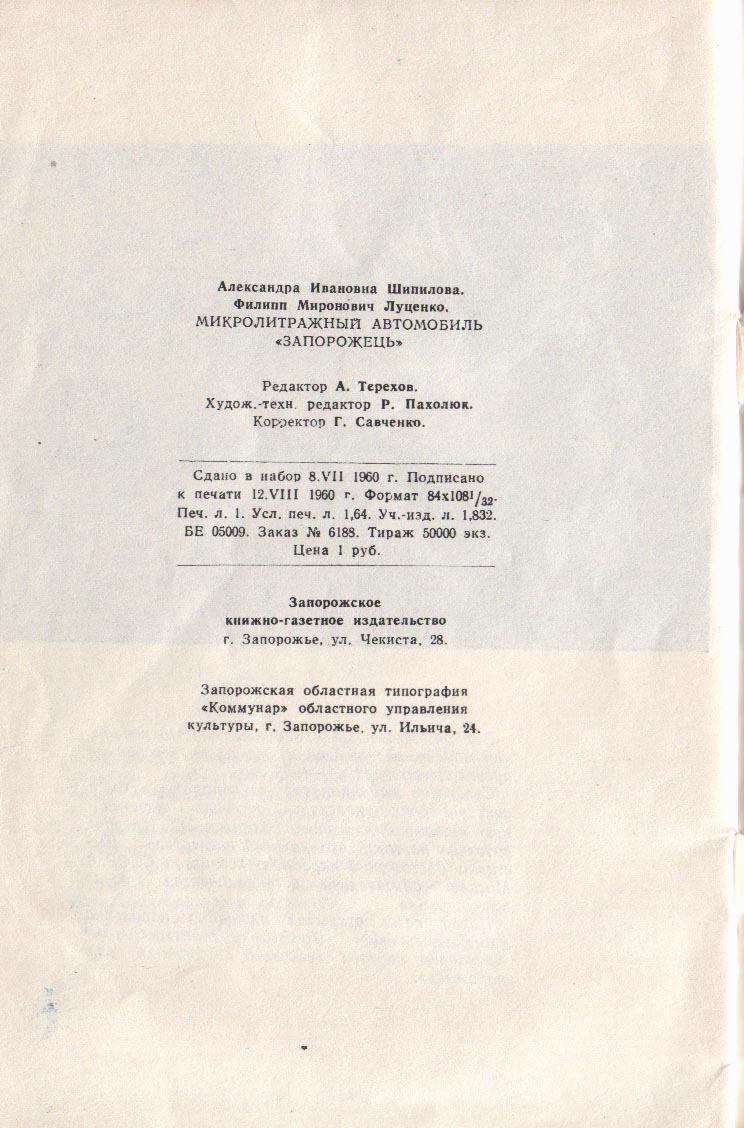 Александра Ивановна Шипилова.
Филипп Миронович Луценко.
МИКРОЛИТРАЖНЫЙ АВТОМОБИЛЬ
«ЗАПОРОЖЕЦЬ»
Редактор А. Терехов.
Худож.-техн. редактор Р. Пахолюк.
Корректор Г. Савченко.
Сдано в набор 8.VII 1960 г. Подписано
к печати 12.VIII 1960 г. Формат 84х108¹/₃₂.
Печ. л. 1. Усл. печ. л. 1,64. Уч.-изд. л. 1,832.
БЕ 05009. Заказ № 6188. Тираж 50000 экз.
Цена 1 руб.
Запорожское
книжно-газетное издательство
г. Запорожье, ул. Чекиста, 28.
Запорожская областная типография
«Коммунар» областного управления
культуры, г. Запорожье, ул. Ильича, 24.